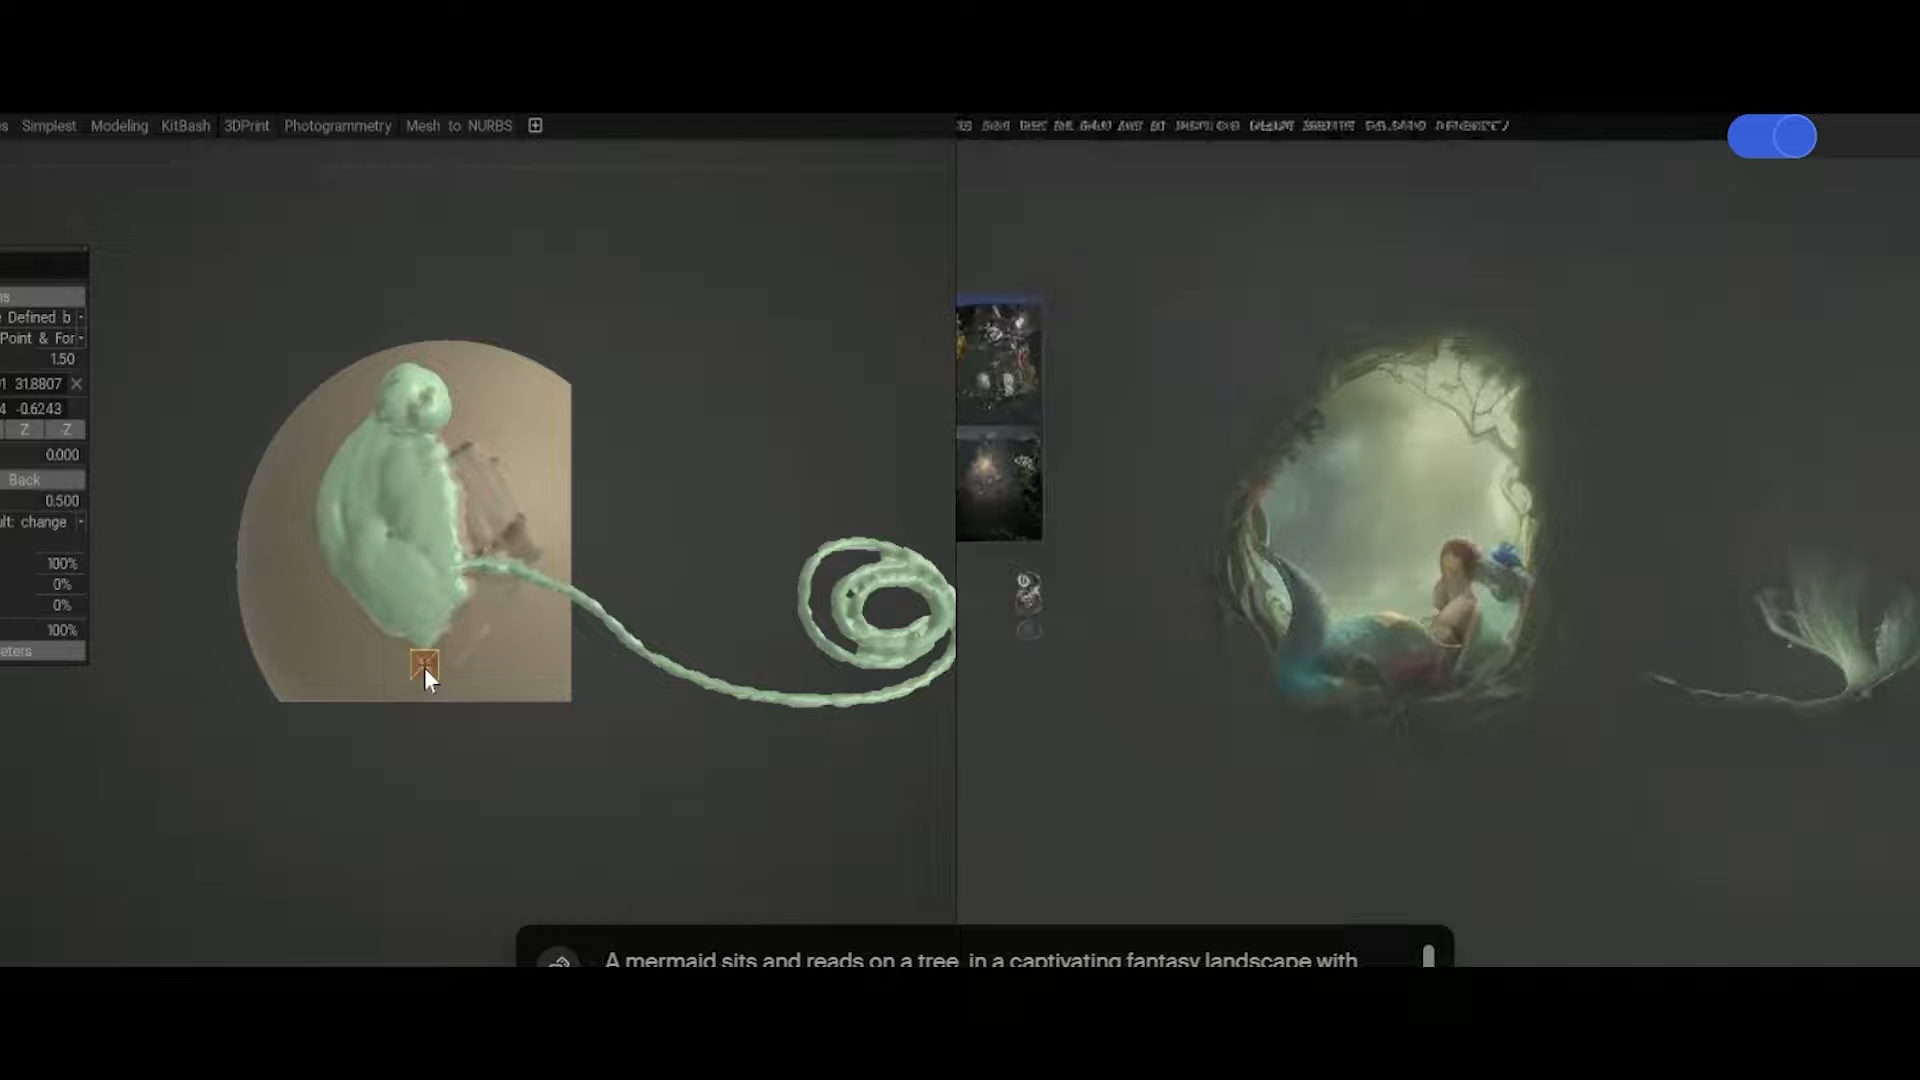 Simplest Modeling KitBash 3DPrint Photogrammetry Mesh to NURBS
Defined b
Point & For
1.50
31.8807
-0.6243
Z -Z
0.000
Back
0.500
change
100%
0%
0%
100%
A mermaid sits and reads on a tree, in a captivating fantasy landscape with